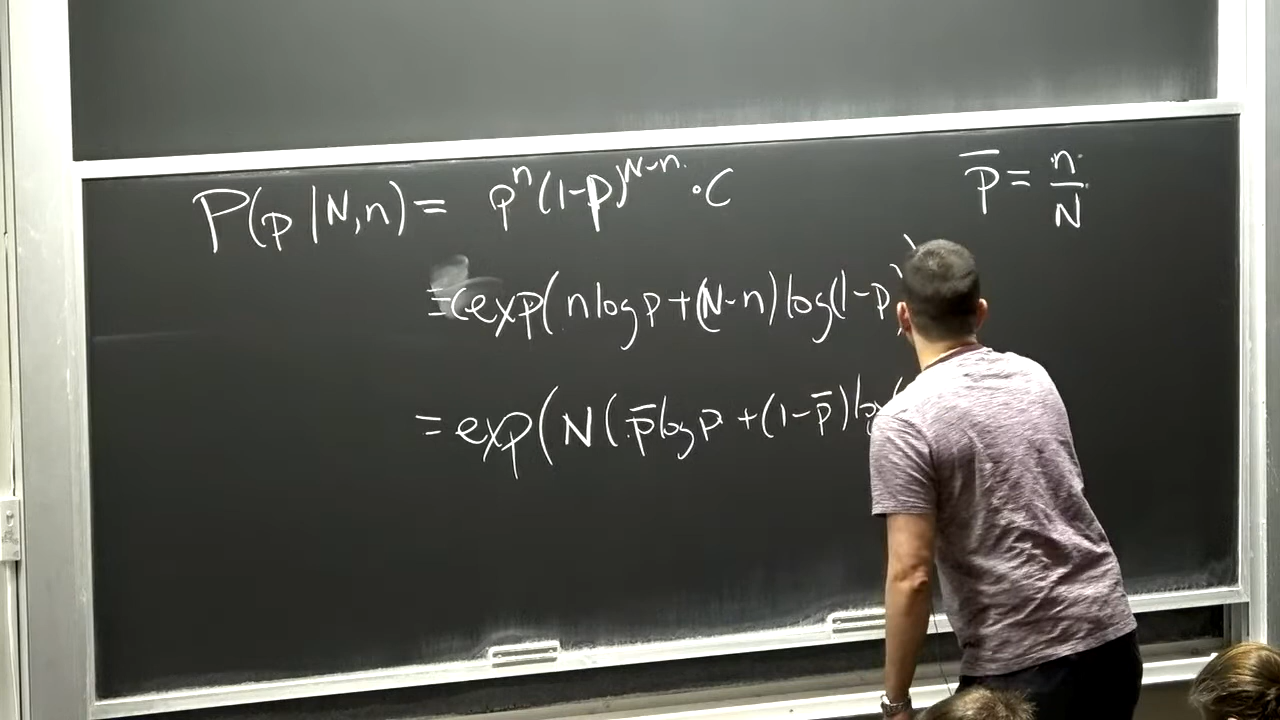 P(p | N,n) = p^n (1-p)^{N-n} · C
p̄ = n/N
= C exp( n log p + (N-n) log(1-p)
= exp( N ( p̄ log p + (1-p̄) log(